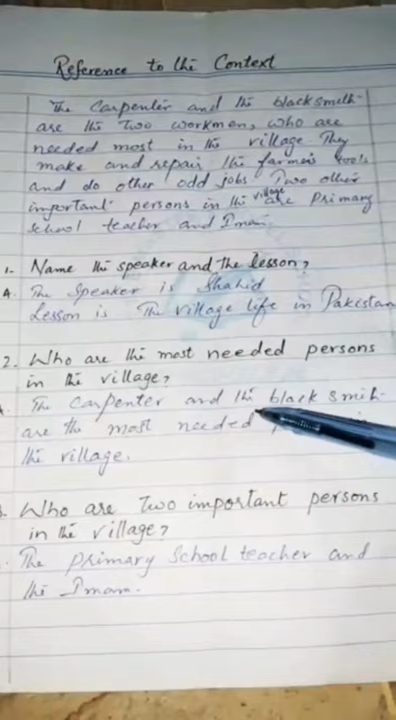 Reference to the Context
The Carpenter and the blacksmith
are the two workmen, who are
needed most in the village They
make and repair the farmer's tools
and do other odd jobs Two other
important persons in the village are Primary
School teacher and Imam.
1. Name the speaker and the lesson?
A. The Speaker is Shahid
Lesson is The village life in Pakistan
2. Who are the most needed persons
in the village?
The Carpenter and the black smith
are the most needed
the village.
Who are Two important persons
in the village?
The primary School teacher and
the Imam.